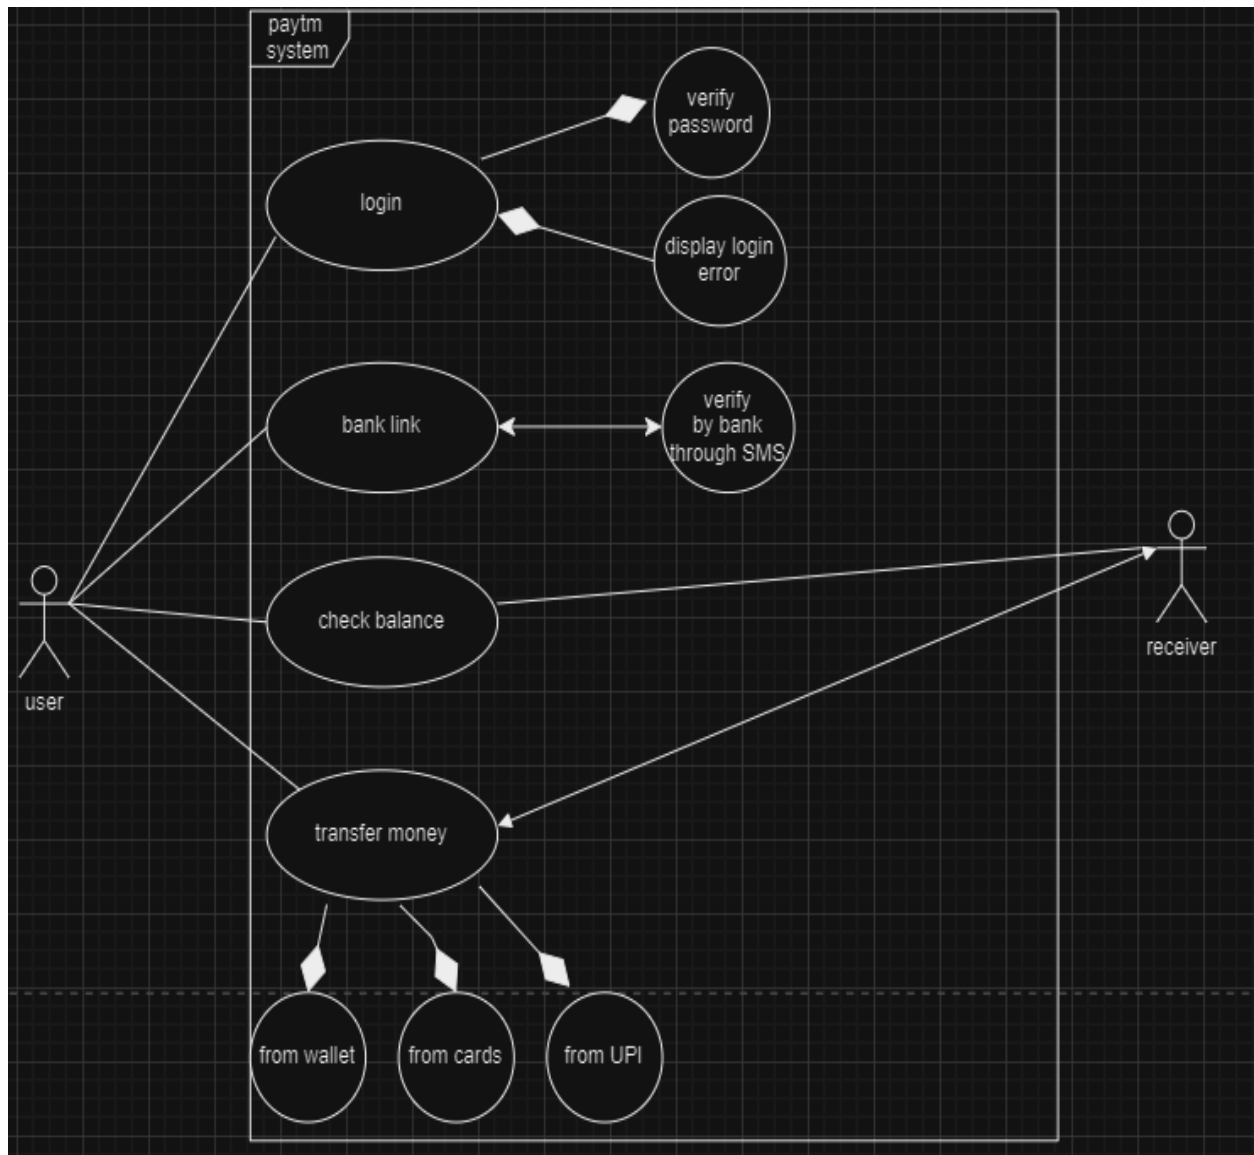 paytm
system
verify
password
login
display login
error
bank link
verify
by bank
through SMS
check balance
receiver
user
transfer money
from wallet
from cards
from UPI